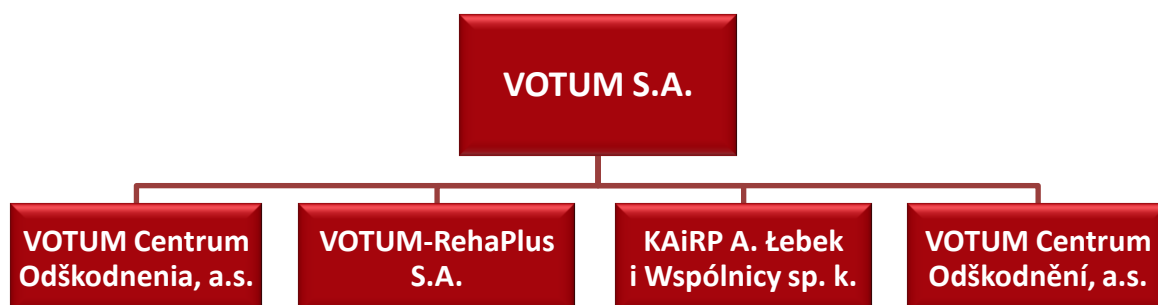 VOTUM S.A.
VOTUM Centrum
Odškodnenia, a.s.
VOTUM-RehaPlus
S.A.
KAiRP A. Łebek
i Wspólnicy sp. k.
VOTUM Centrum
Odškodnění, a.s.